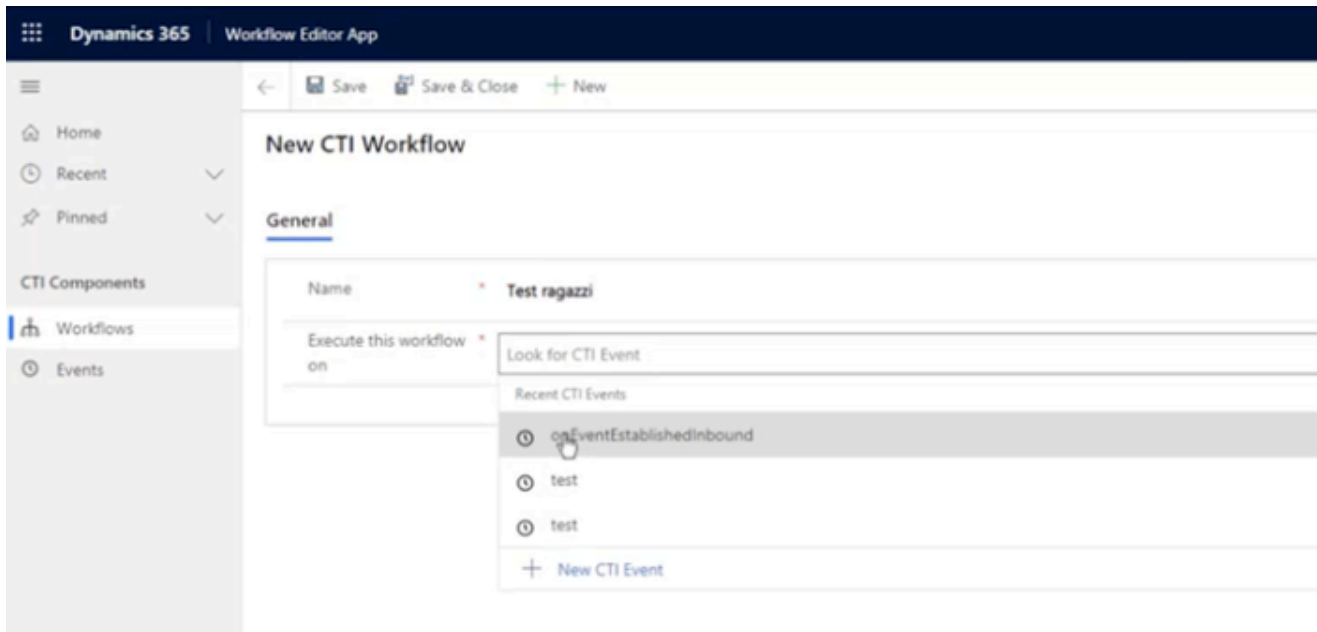 Dynamics 365 Workflow Editor App
Save Save & Close New
Home
Recent
Pinned
CTI Components
Workflows
Events
New CTI Workflow
General
Name * Test ragazzi
Execute this workflow * on
Look for CTI Event
Recent CTI Events
onEventEstablishedInbound
test
test
New CTI Event